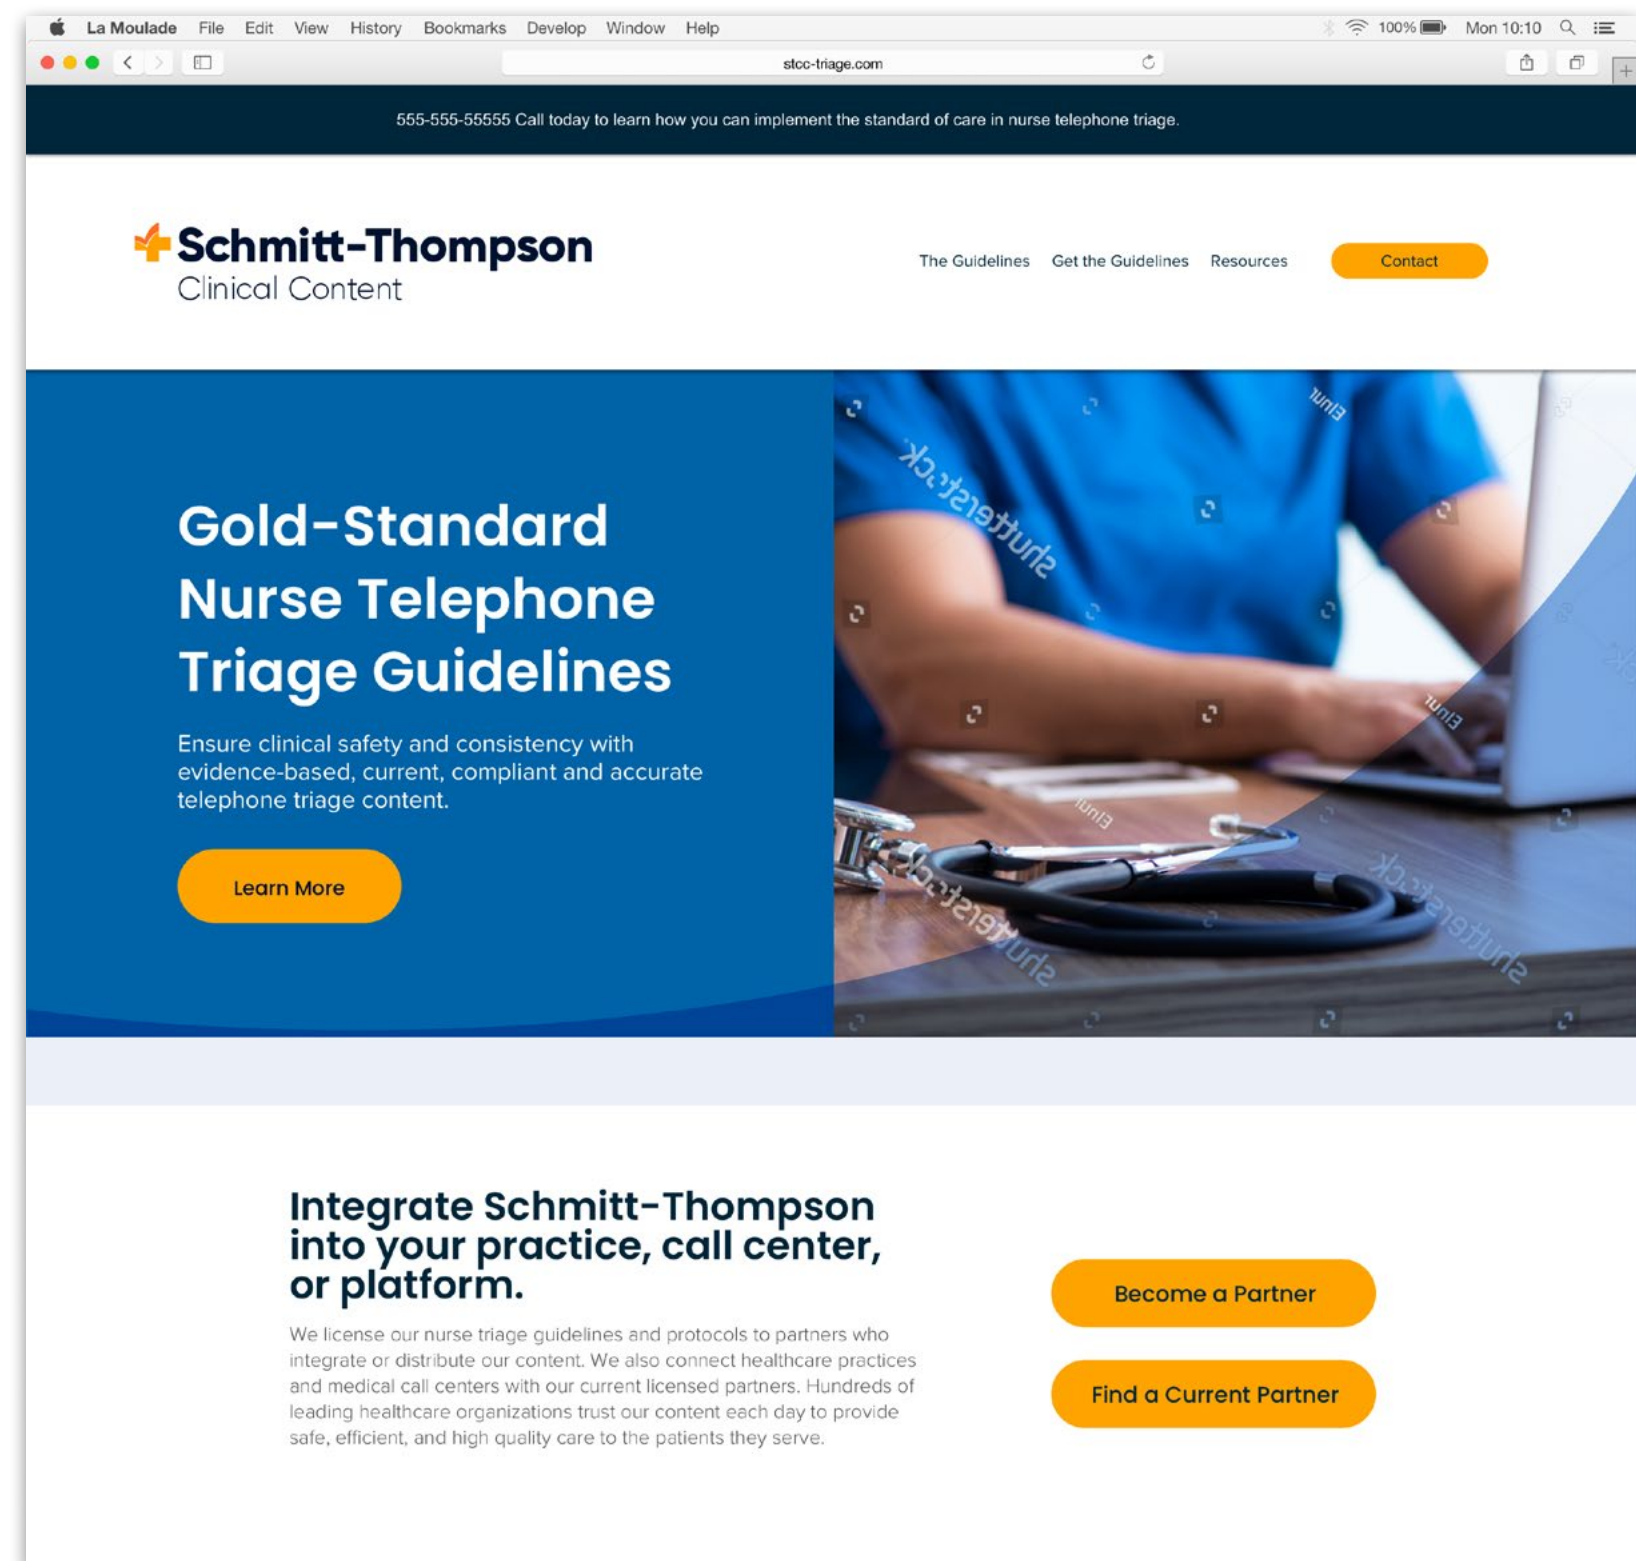 La Moulade File Edit View History Bookmarks Develop Window Help 100% Mon 10:10
stcc-triage.com
555-555-55555 Call today to learn how you can implement the standard of care in nurse telephone triage.
Schmitt-Thompson
Clinical Content
The Guidelines Get the Guidelines Resources Contact
Gold-Standard
Nurse Telephone
Triage Guidelines
Ensure clinical safety and consistency with
evidence-based, current, compliant and accurate
telephone triage content.
Learn More
Elnur
shutterstock
Elnur
Elnur
shutterstock
shutterstock
Integrate Schmitt-Thompson
into your practice, call center,
or platform.
We license our nurse triage guidelines and protocols to partners who
integrate or distribute our content. We also connect healthcare practices
and medical call centers with our current licensed partners. Hundreds of
leading healthcare organizations trust our content each day to provide
safe, efficient, and high quality care to the patients they serve.
Become a Partner
Find a Current Partner